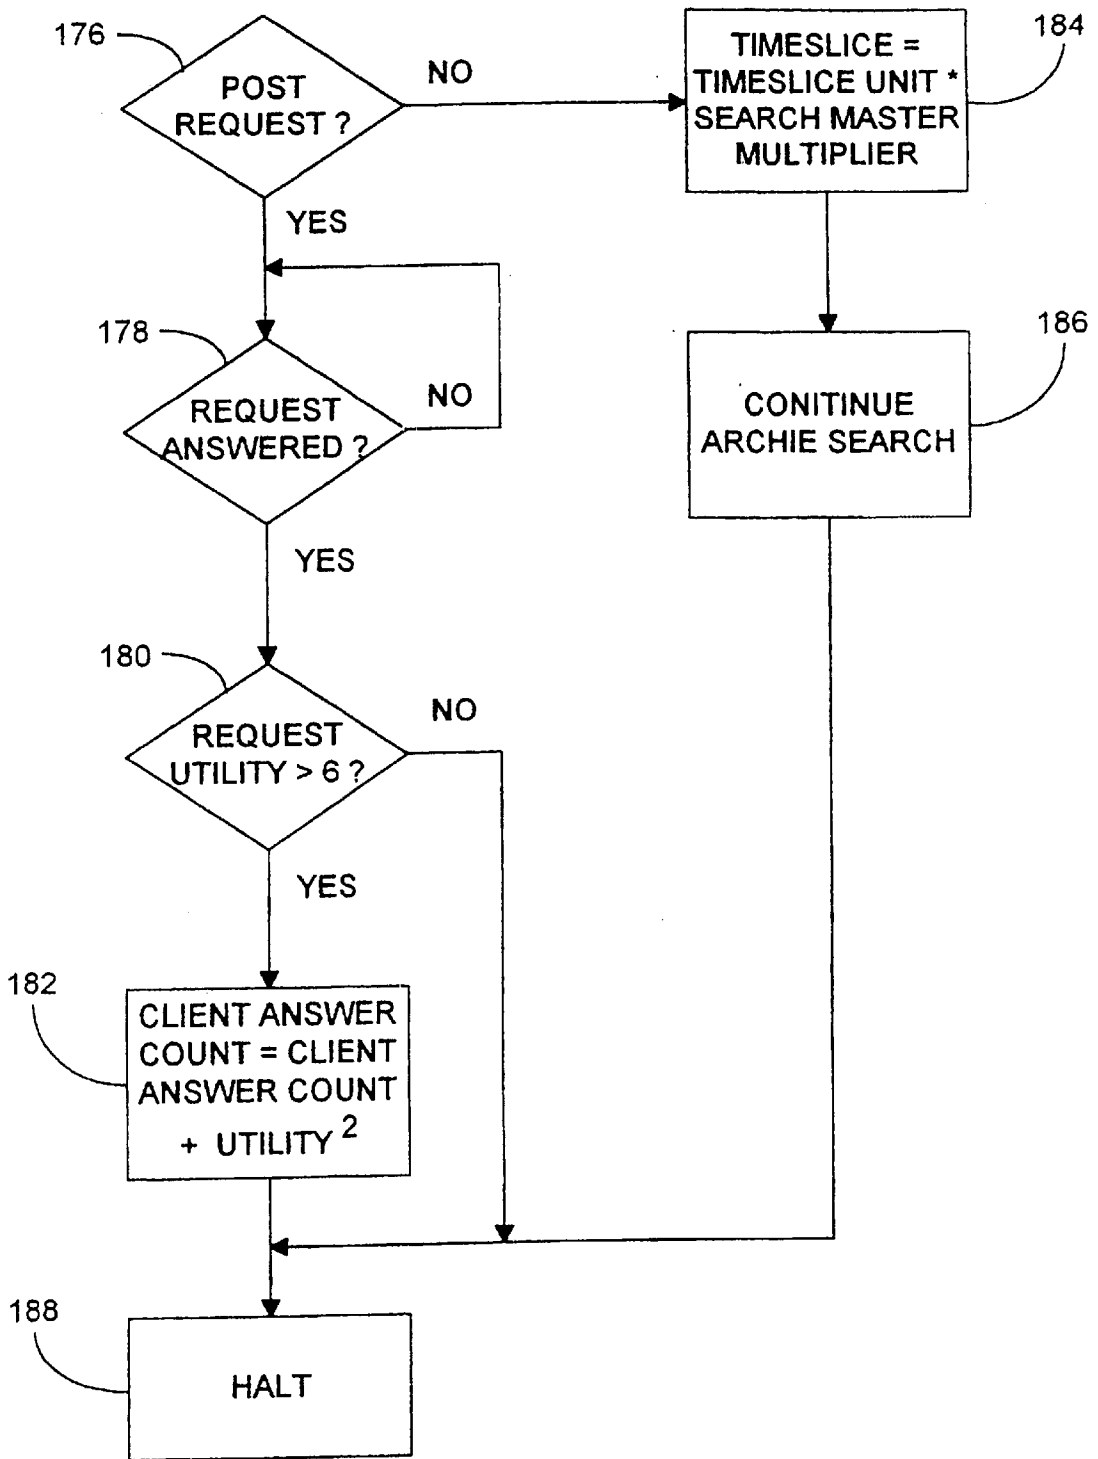 176
POST
REQUEST ?
NO
YES
TIMESLICE =
TIMESLICE UNIT *
SEARCH MASTER
MULTIPLIER
184
178
REQUEST
ANSWERED ?
NO
YES
CONITINUE
ARCHIE SEARCH
186
180
REQUEST
UTILITY > 6 ?
NO
YES
182
CLIENT ANSWER
COUNT = CLIENT
ANSWER COUNT
+ UTILITY 2
188
HALT